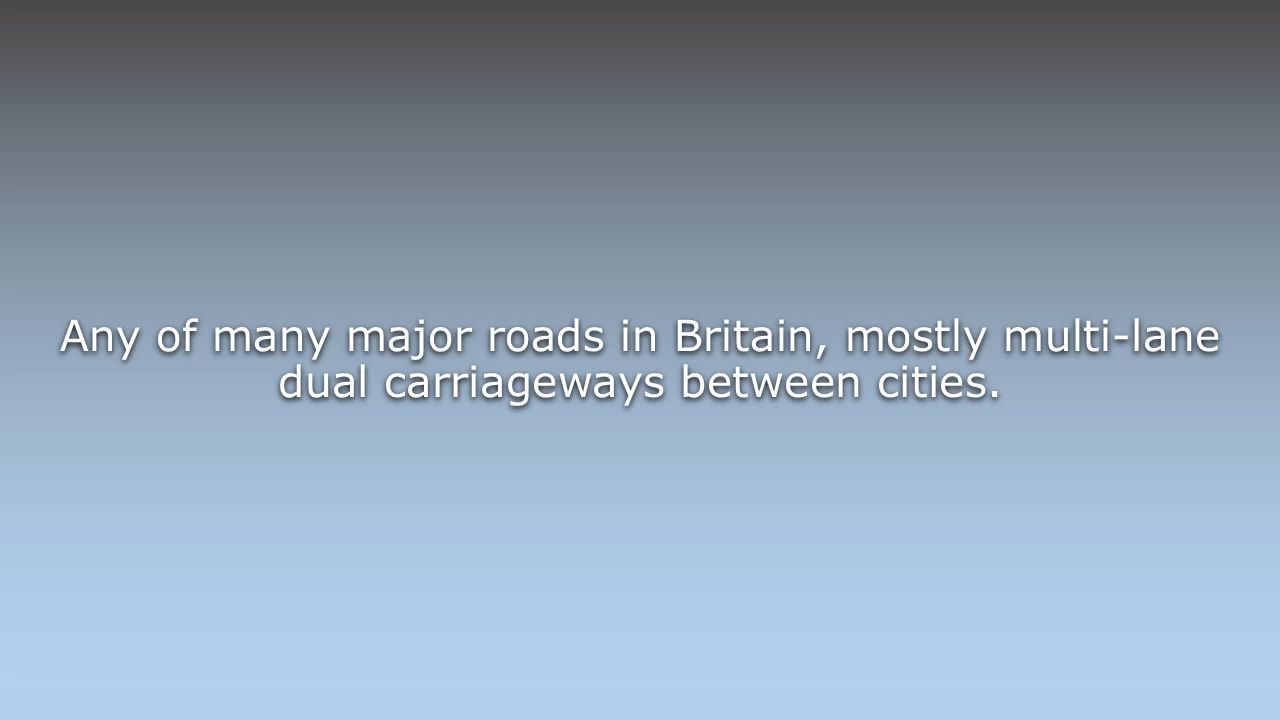 Any of many major roads in Britain, mostly multi-lane
dual carriageways between cities.